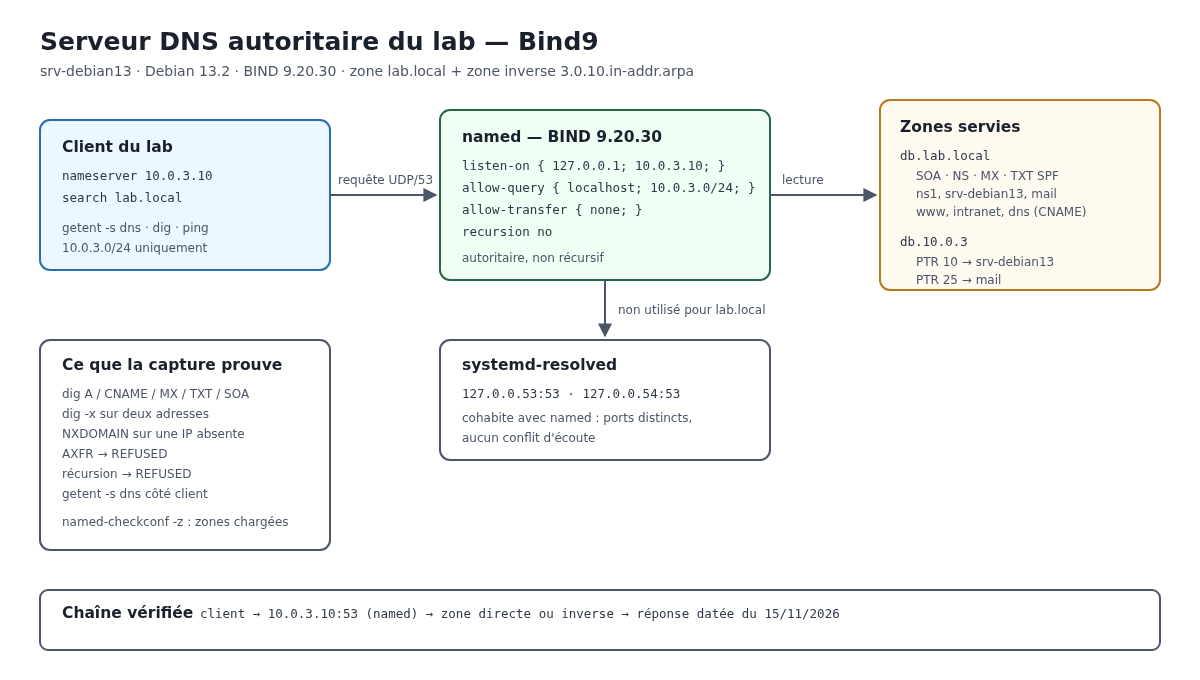 Serveur DNS autoritaire du lab — Bind9
srv-debian13 · Debian 13.2 · BIND 9.20.30 · zone lab.local + zone inverse 3.0.10.in-addr.arpa
Client du lab
nameserver 10.0.3.10
search lab.local
getent -s dns · dig · ping
10.0.3.0/24 uniquement
requête UDP/53
named — BIND 9.20.30
listen-on { 127.0.0.1; 10.0.3.10; }
allow-query { localhost; 10.0.3.0/24; }
allow-transfer { none; }
recursion no
autoritaire, non récursif
lecture
Zones servies
db.lab.local
SOA · NS · MX · TXT SPF
ns1, srv-debian13, mail
www, intranet, dns (CNAME)
db.10.0.3
PTR 10 → srv-debian13
PTR 25 → mail
non utilisé pour lab.local
Ce que la capture prouve
dig A / CNAME / MX / TXT / SOA
dig -x sur deux adresses
NXDOMAIN sur une IP absente
AXFR → REFUSED
récursion → REFUSED
getent -s dns côté client
named-checkconf -z : zones chargées
systemd-resolved
127.0.0.53:53 · 127.0.0.54:53
cohabite avec named : ports distincts,
aucun conflit d'écoute
Chaîne vérifiée client → 10.0.3.10:53 (named) → zone directe ou inverse → réponse datée du 15/11/2026